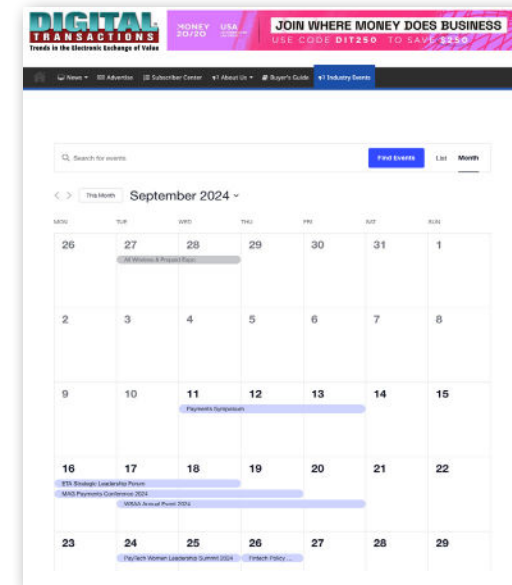 DIGITAL
TRANSACTIONS
Trends in the Electronic Exchange of Value
MONEY 20/20 USA
JOIN WHERE MONEY DOES BUSINESS
USE CODE DIT250 TO SAVE $250
News Advertise Subscriber Center About Us Buyer's Guide Industry Events
Search for events
Find Events List Month
This Month September 2024
MON TUE WED THU FRI SAT SUN
26 27 28 29 30 31 1
All Wireless & Prepaid Expo
2 3 4 5 6 7 8
9 10 11 12 13 14 15
Payments Symposium
16 17 18 19 20 21 22
ETA Strategic Leadership Forum
MAG Payments Conference 2024
WSAA Annual Event 2024
23 24 25 26 27 28 29
PayTech Women Leadership Summit 2024 Fintech Policy ...